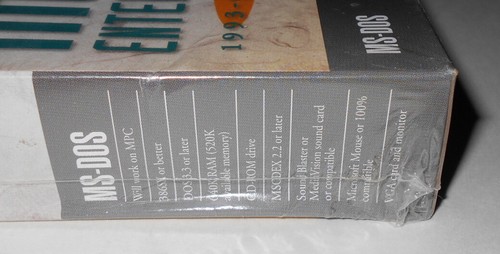 ENTE
1993-
MS-DOS
MS-DOS
Will work on MPC
386SX or better
DOS 3.3 or later
640K RAM (520K
available memory)
CD-ROM drive
MSCDEX 2.2 or later
Sound Blaster or
MediaVision sound card
or compatible
Microsoft Mouse or 100%
compatible
VGA card and monitor